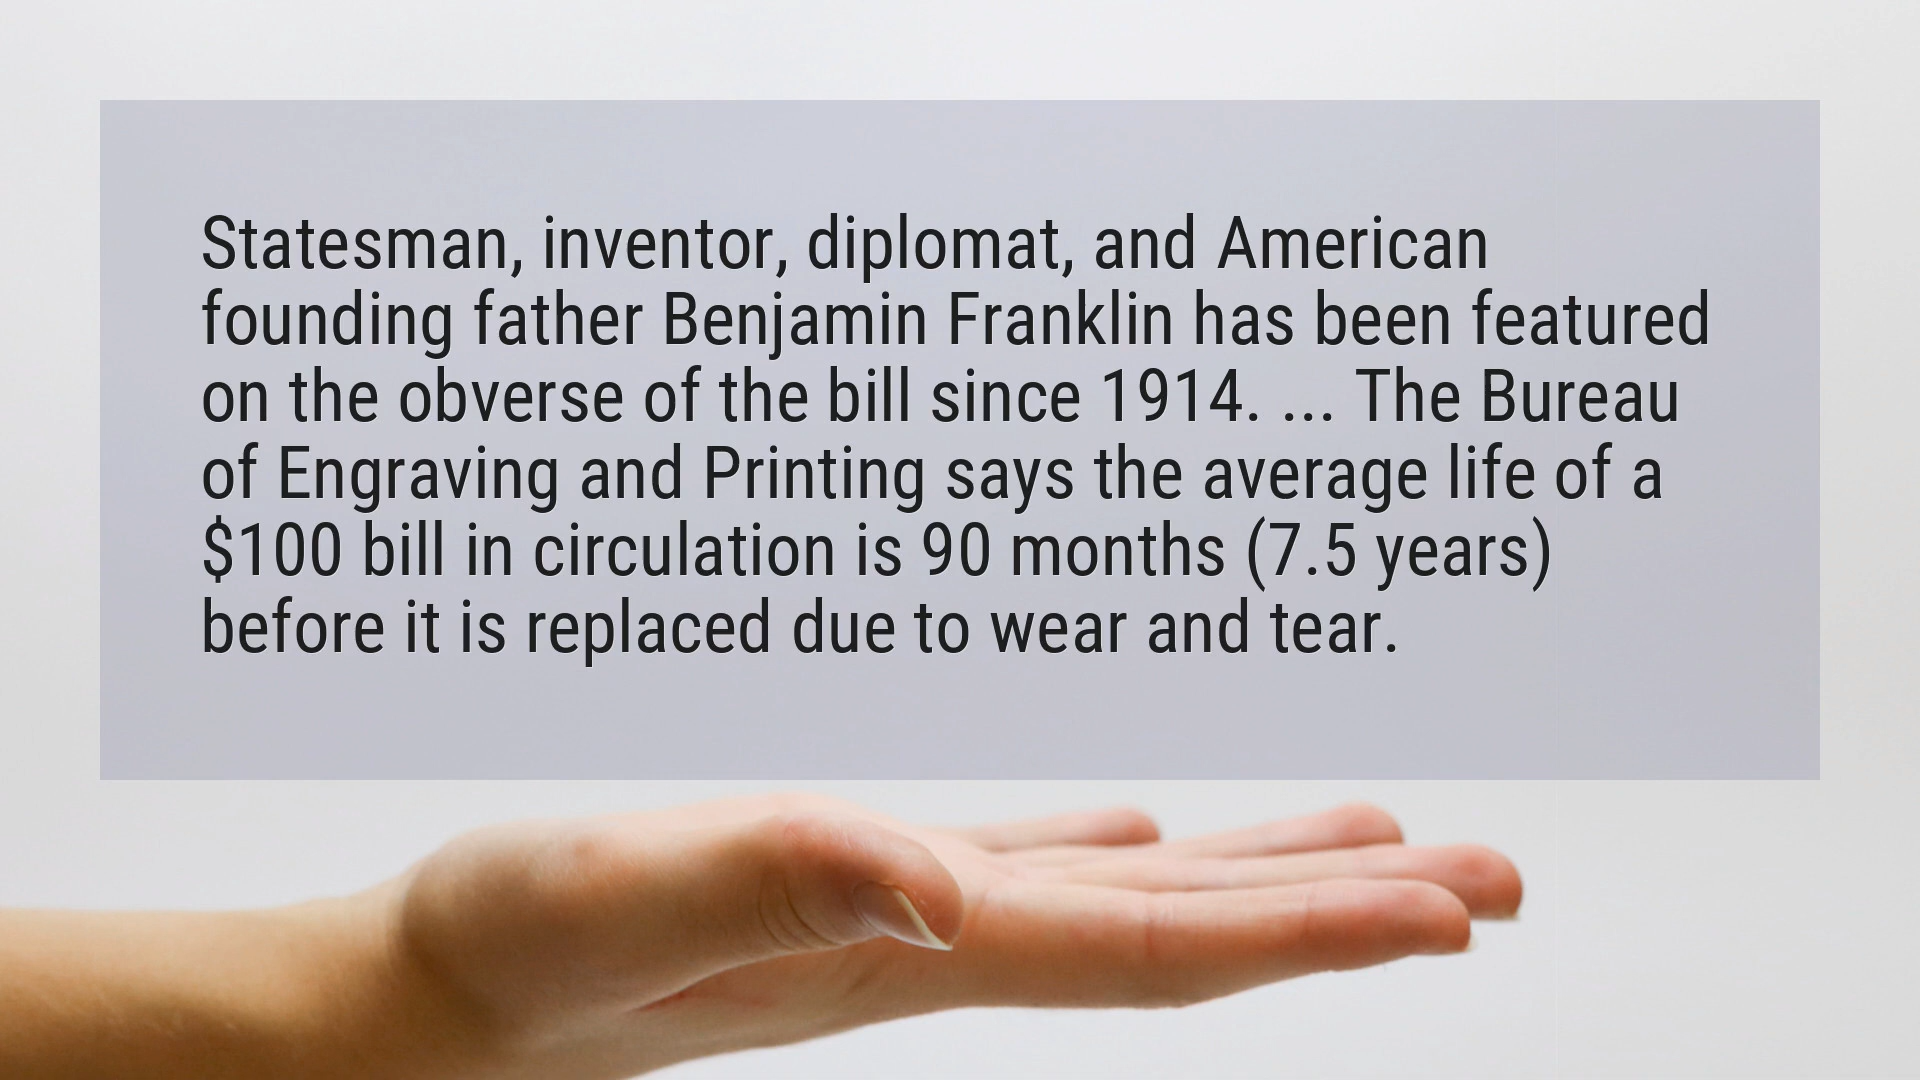 Statesman, inventor, diplomat, and American
founding father Benjamin Franklin has been featured
on the obverse of the bill since 1914. ... The Bureau
of Engraving and Printing says the average life of a
$100 bill in circulation is 90 months (7.5 years)
before it is replaced due to wear and tear.